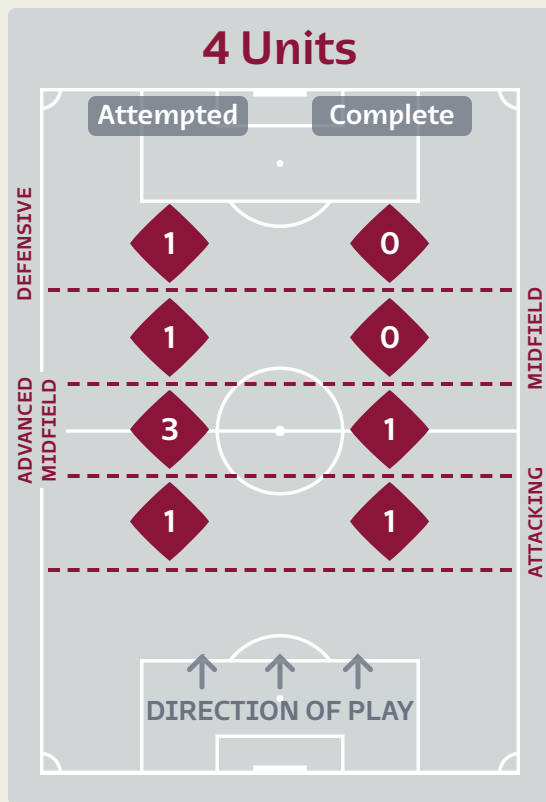 4 Units
Attempted Complete
DEFENSIVE
1 0
MIDFIELD
1 0
ADVANCED
MIDFIELD
3 1
ATTACKING
1 1
DIRECTION OF PLAY